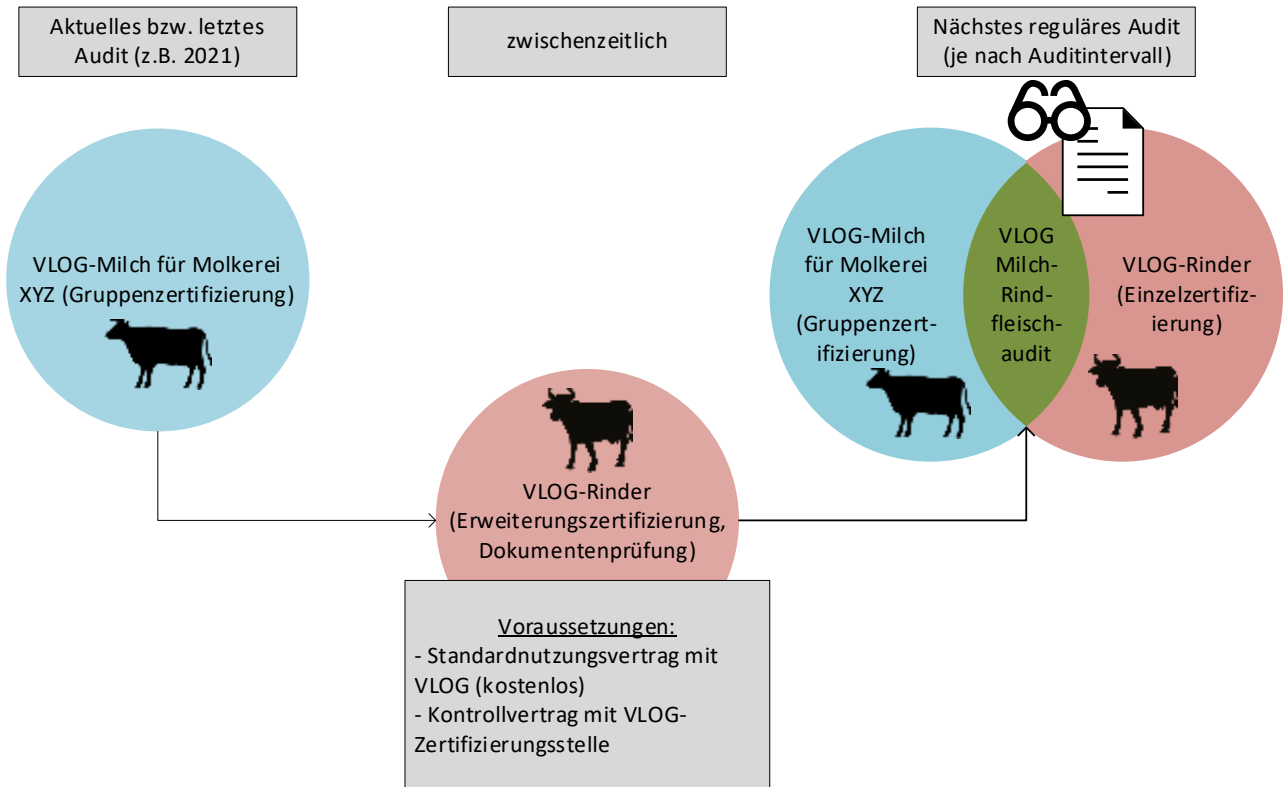 Aktuelles bzw. letztes
Audit (z.B. 2021)
zwischenzeitlich
Nächstes reguläres Audit
(je nach Auditintervall)
VLOG-Milch für Molkerei
XYZ (Gruppenzertifizierung)
VLOG-Rinder
(Erweiterungszertifizierung,
Dokumentenprüfung)
Voraussetzungen:
- Standardnutzungsvertrag mit
VLOG (kostenlos)
- Kontrollvertrag mit VLOG-
Zertifizierungsstelle
VLOG-Milch
für Molkerei
XYZ
(Gruppenzert-
ifizierung)
VLOG
Milch-
Rind-
fleisch-
audit
VLOG-Rinder
(Einzelzertifiz-
ierung)